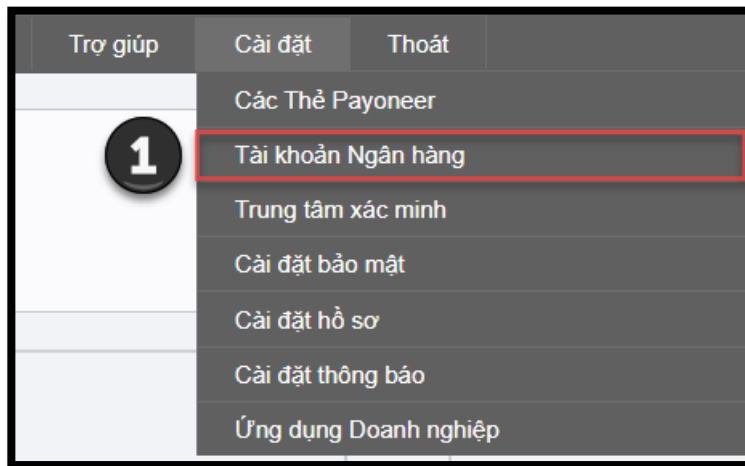 Trợ giúp Cài đặt Thoát
Các Thẻ Payoneer
1
Tài khoản Ngân hàng
Trung tâm xác minh
Cài đặt bảo mật
Cài đặt hồ sơ
Cài đặt thông báo
Ứng dụng Doanh nghiệp